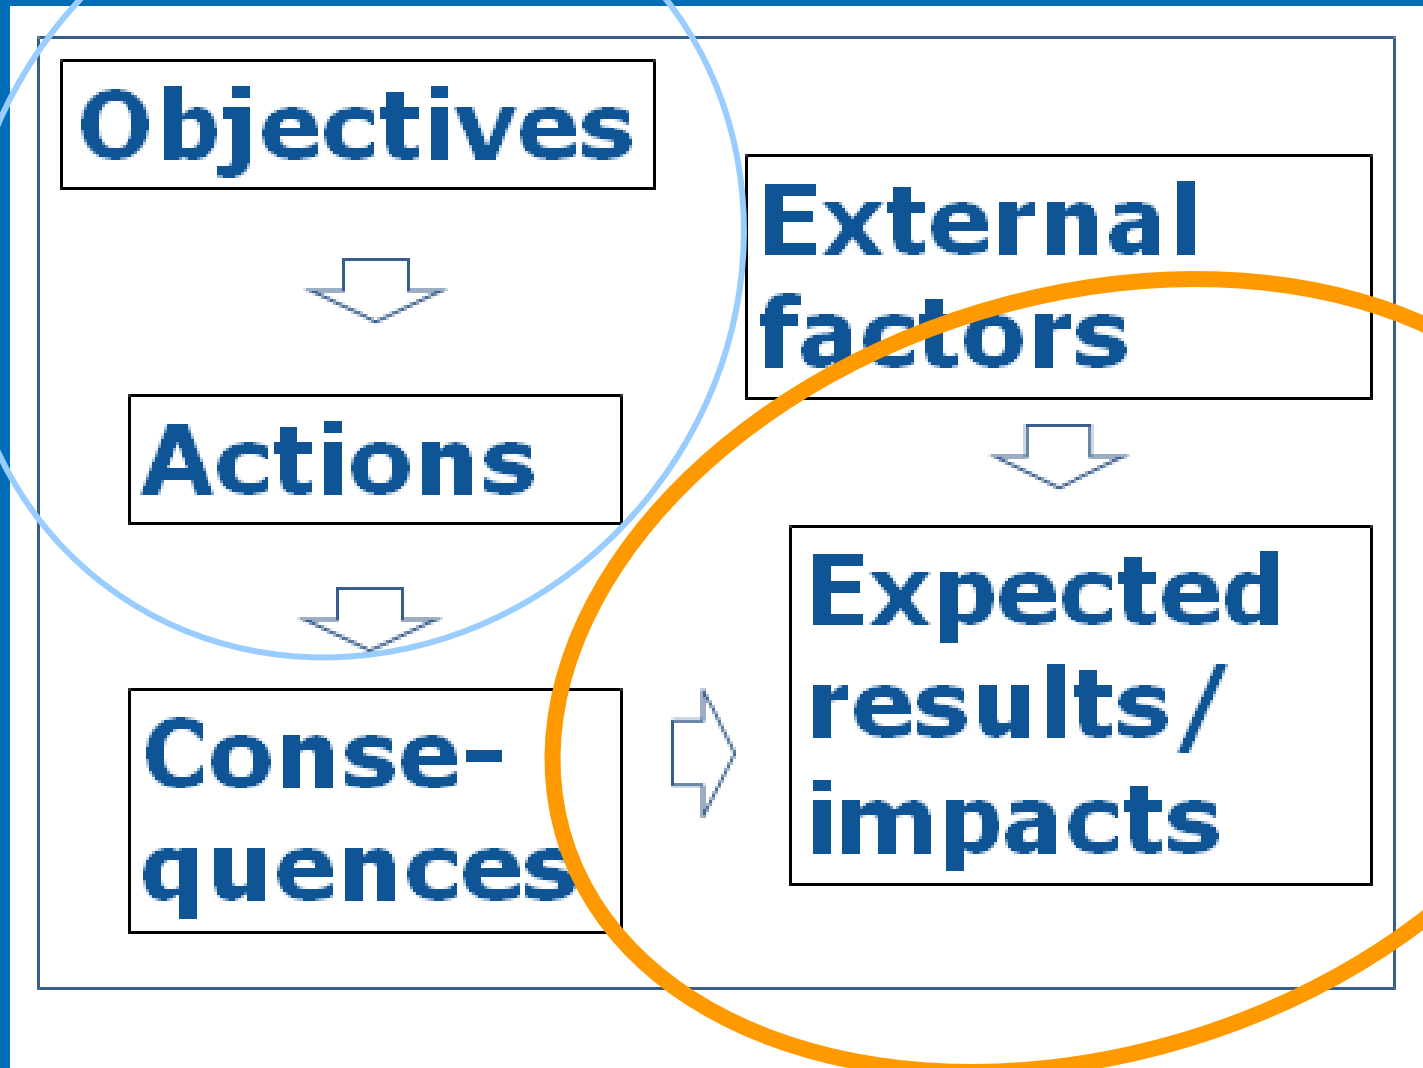 Objectives
Actions
Conse-
quences
External
factors
Expected
results/
impacts